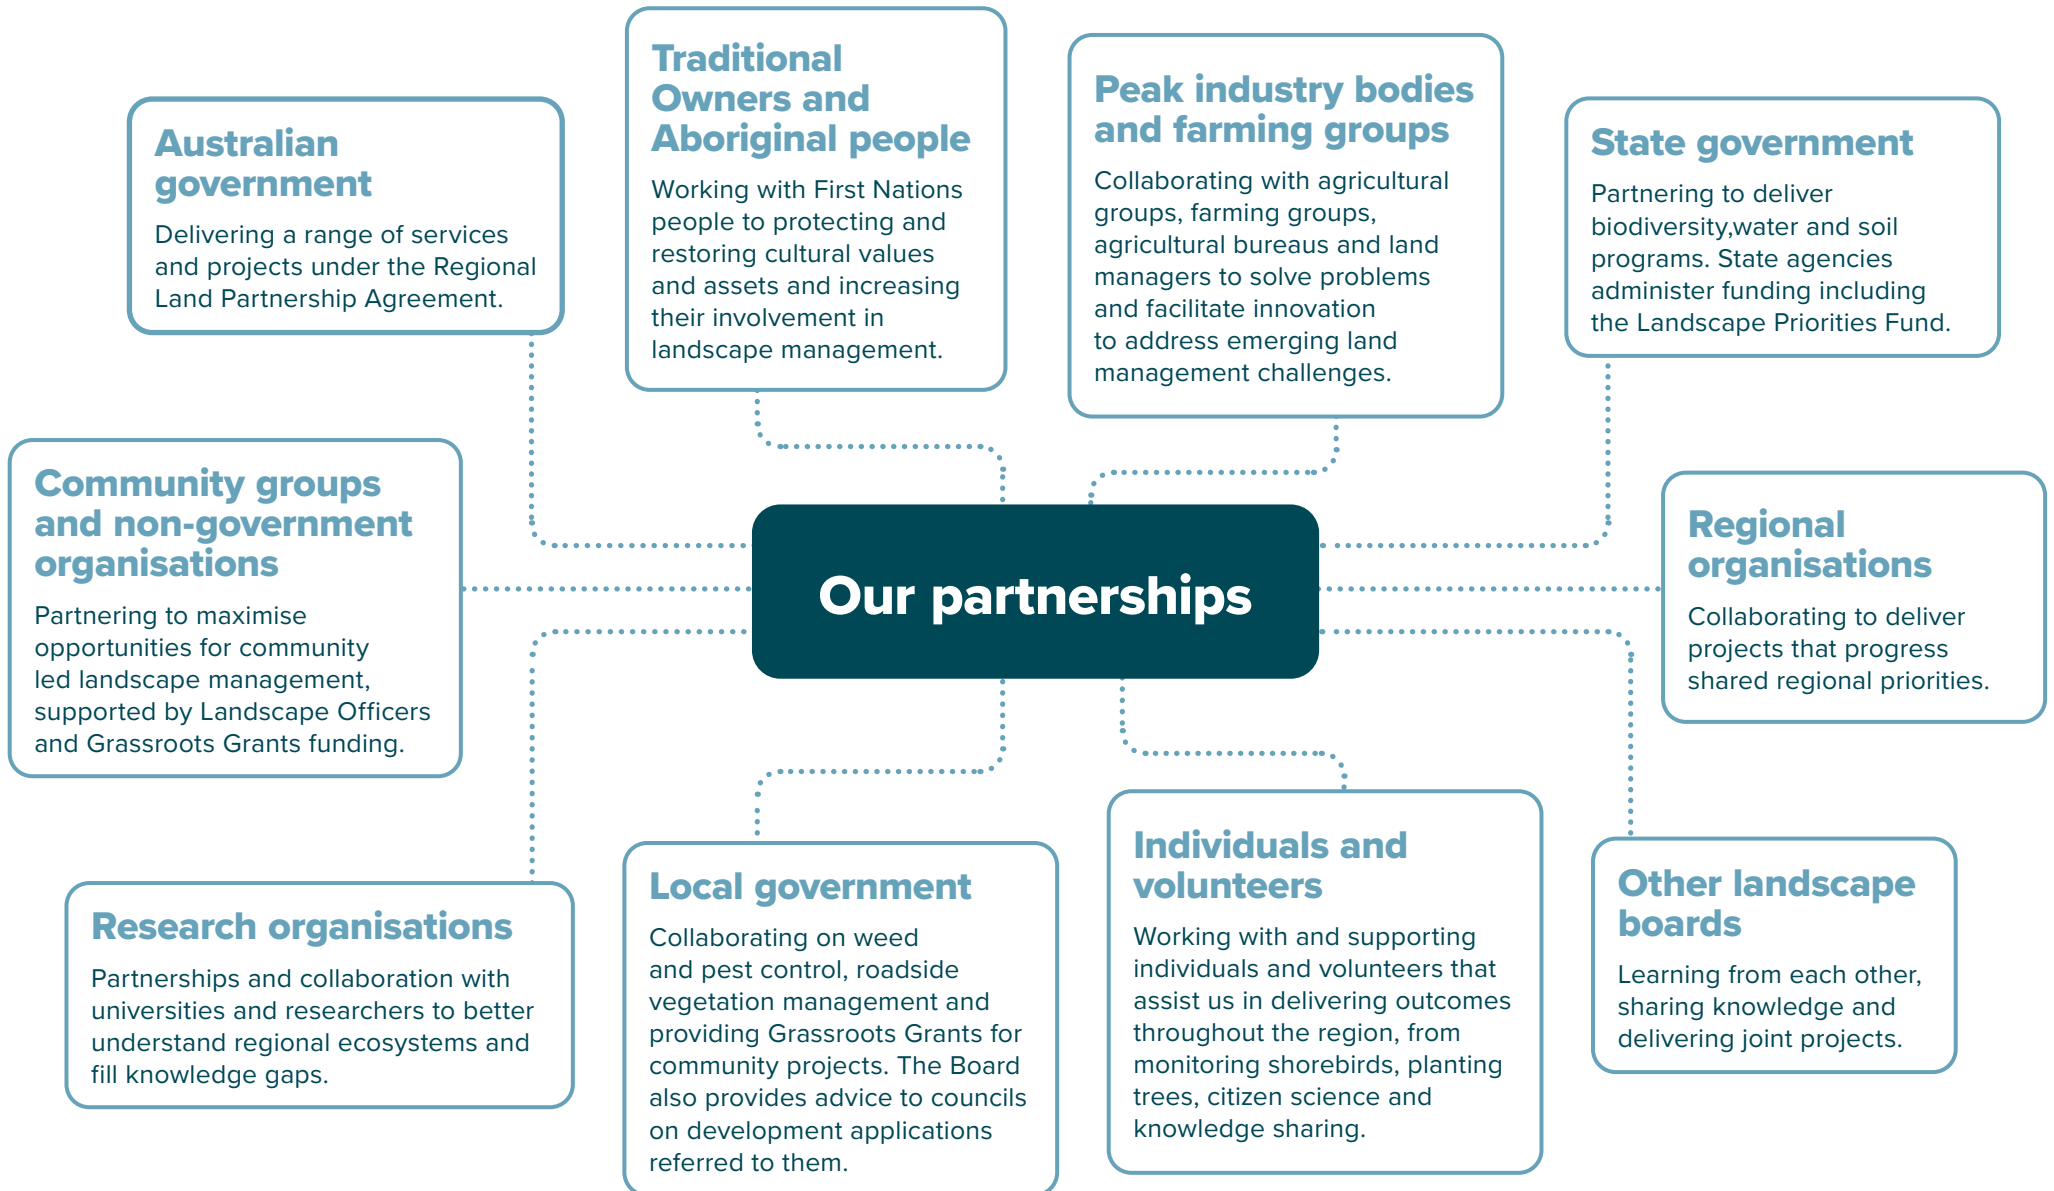 Australian
government
Delivering a range of services
and projects under the Regional
Land Partnership Agreement.
Traditional
Owners and
Aboriginal people
Working with First Nations
people to protecting and
restoring cultural values
and assets and increasing
their involvement in
landscape management.
Peak industry bodies
and farming groups
Collaborating with agricultural
groups, farming groups,
agricultural bureaus and land
managers to solve problems
and facilitate innovation
to address emerging land
management challenges.
State government
Partnering to deliver
biodiversity,water and soil
programs. State agencies
administer funding including
the Landscape Priorities Fund.
Community groups
and non-government
organisations
Partnering to maximise
opportunities for community
led landscape management,
supported by Landscape Officers
and Grassroots Grants funding.
Our partnerships
Regional
organisations
Collaborating to deliver
projects that progress
shared regional priorities.
Research organisations
Partnerships and collaboration with
universities and researchers to better
understand regional ecosystems and
fill knowledge gaps.
Local government
Collaborating on weed
and pest control, roadside
vegetation management and
providing Grassroots Grants for
community projects. The Board
also provides advice to councils
on development applications
referred to them.
Individuals and
volunteers
Working with and supporting
individuals and volunteers that
assist us in delivering outcomes
throughout the region, from
monitoring shorebirds, planting
trees, citizen science and
knowledge sharing.
Other landscape
boards
Learning from each other,
sharing knowledge and
delivering joint projects.